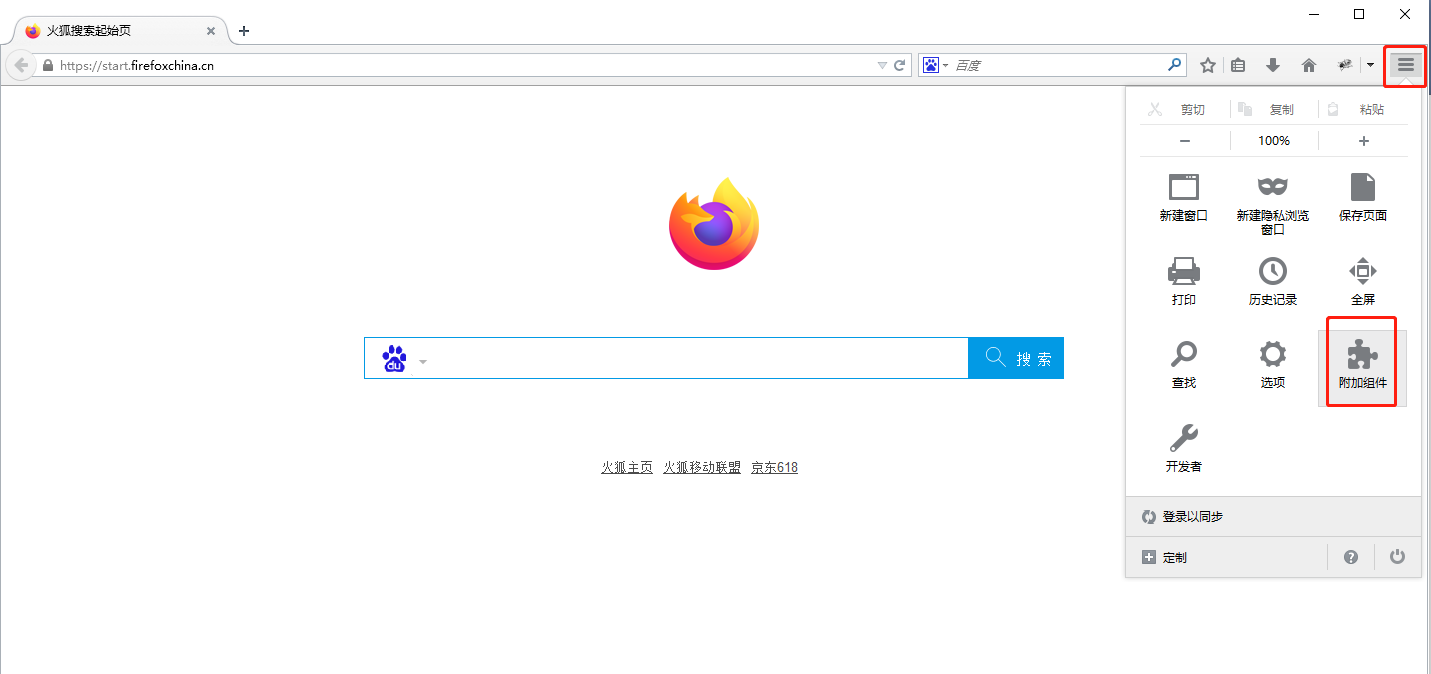 火狐搜索起始页
https://start.firefoxchina.cn
百度
剪切
复制
粘贴
100%
新建窗口
新建隐私浏览
窗口
保存页面
打印
历史记录
全屏
查找
选项
附加组件
开发者
登录以同步
定制
du
搜 索
火狐主页 火狐移动联盟 京东618